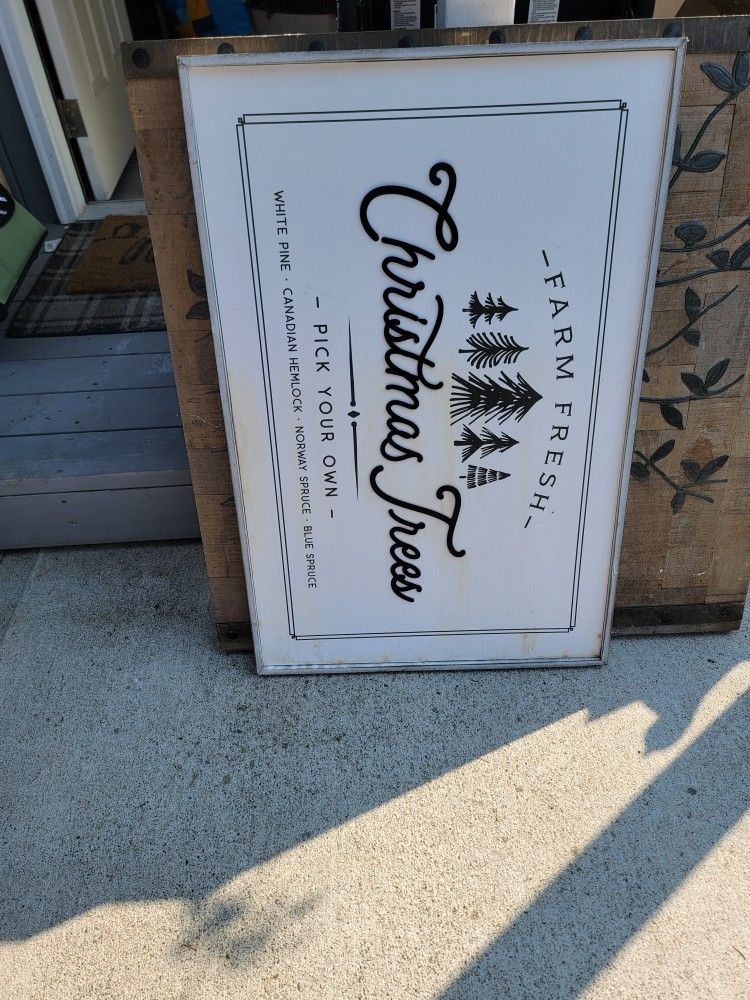 –FARM FRESH–
Christmas Trees
– PICK YOUR OWN –
WHITE PINE · CANADIAN HEMLOCK · NORWAY SPRUCE · BLUE SPRUCE